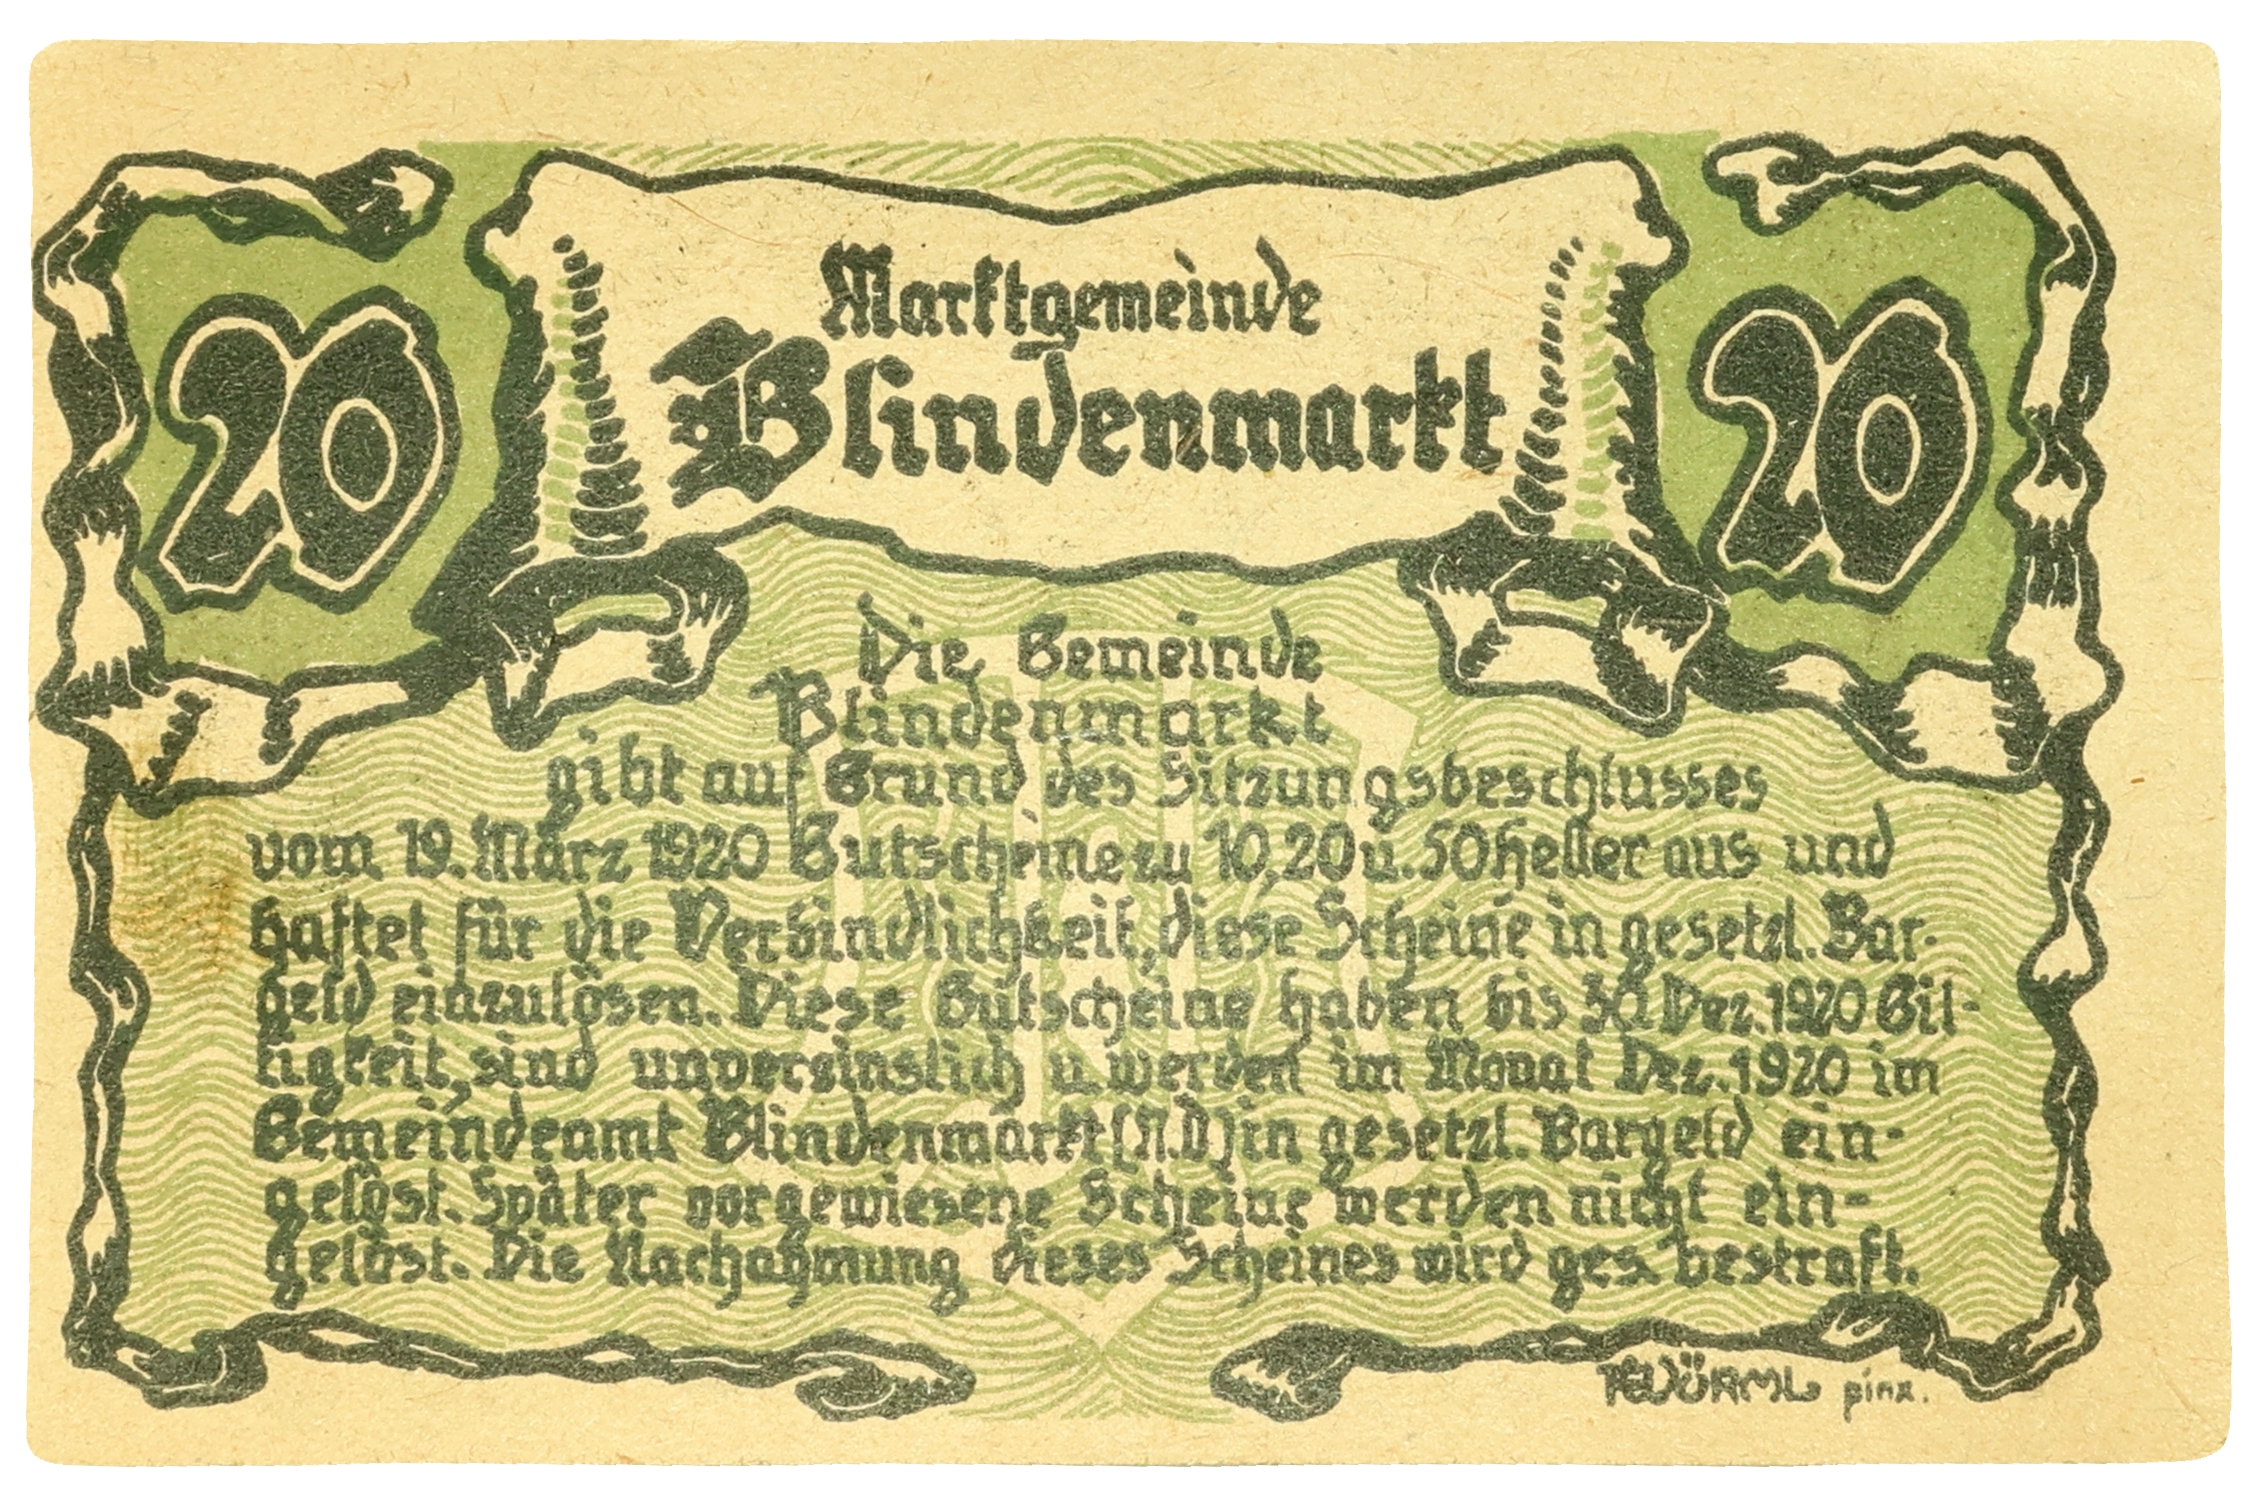 20
Marktgemeinde
Blindenmarkt
20
Die Gemeinde
Blindenmarkt
gibt auf Grund des Sitzungsbeschlusses
vom 19. März 1920 Gutscheine zu 10, 20 u. 50 Heller aus und
haftet für die Verbindlichkeit, diese Scheine in gesetzl. Bar-
geld einzulösen. Diese Gutscheine haben bis 30. Dez. 1920 Gil-
tigkeit, sind unverzinslich u. werden im Monat Dez. 1920 im
Gemeindeamt Blindenmarkt (N.Ö) in gesetzl. Bargeld ein-
gelöst. Später vorgewiesene Scheine werden nicht ein-
gelöst. Die Nachahmung dieses Scheines wird ges. bestraft.
WÜRML pinx.